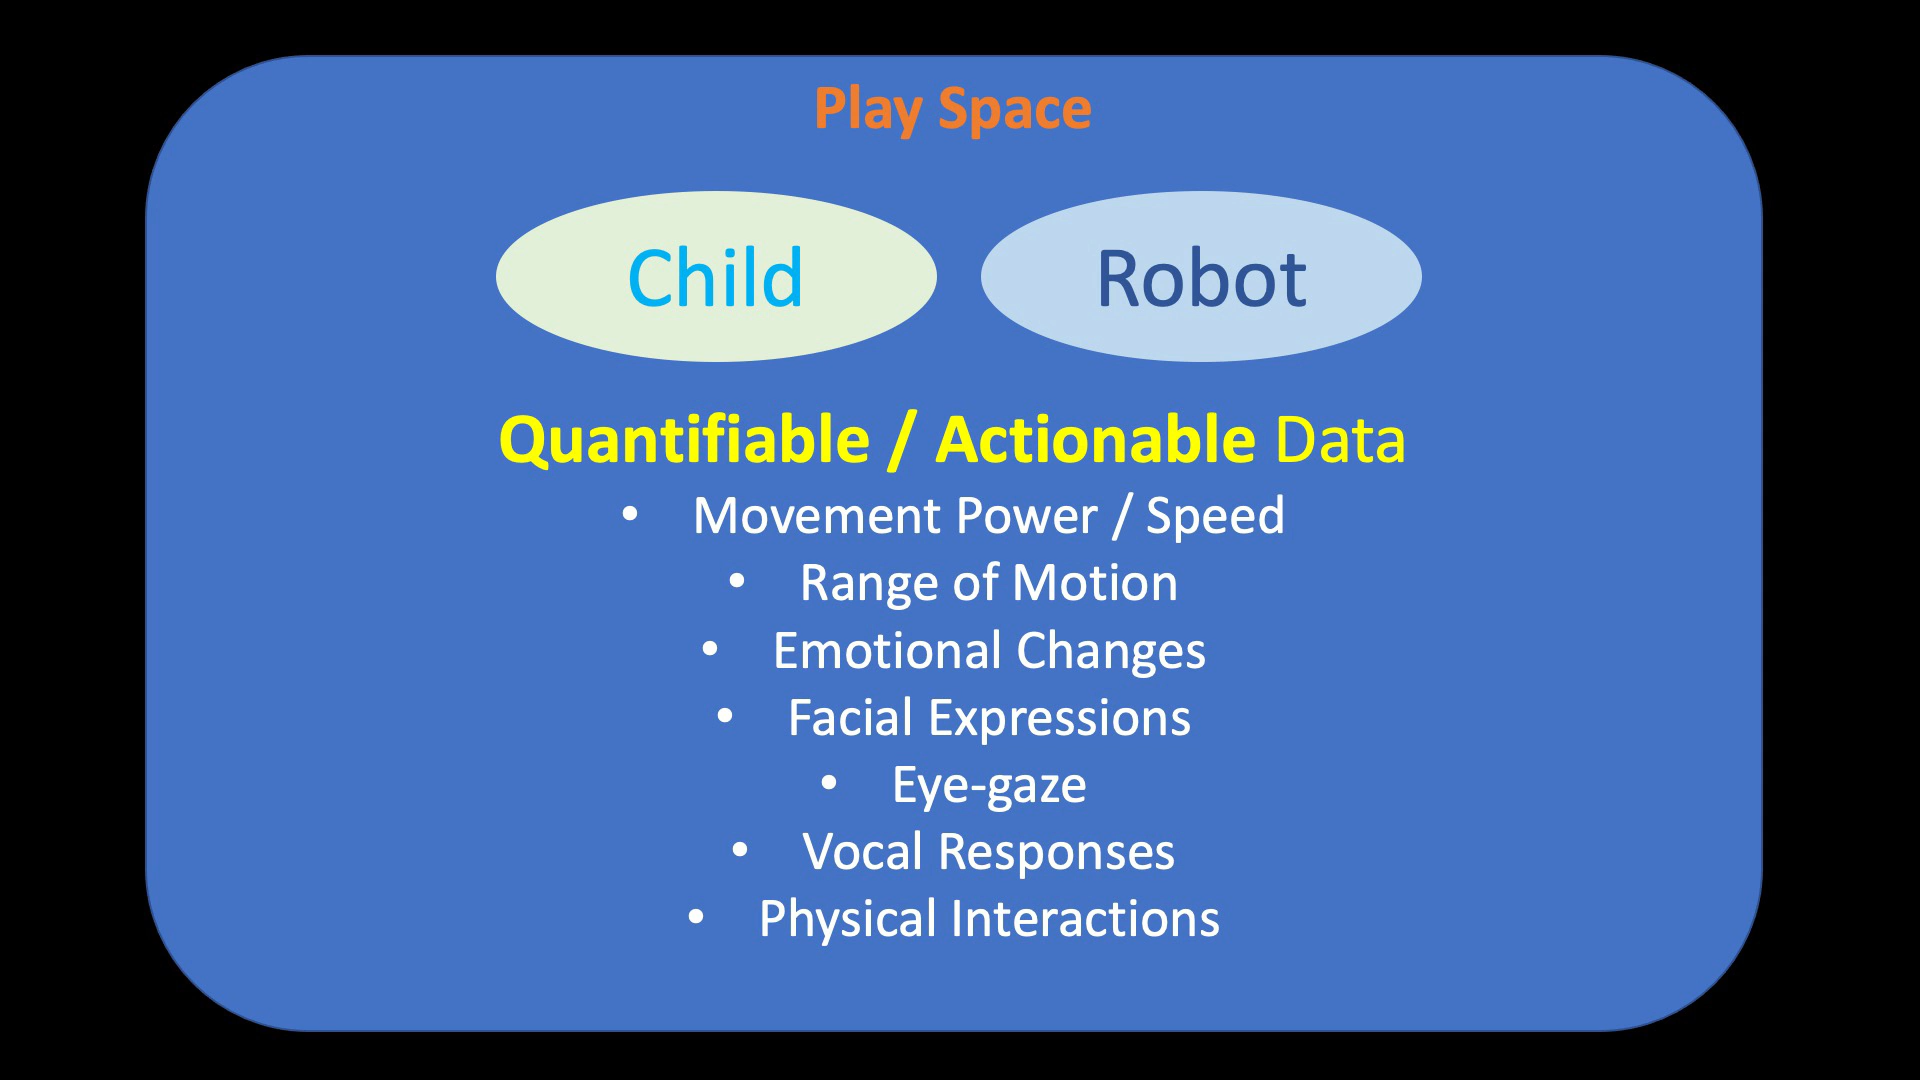 Play Space
Child Robot
Quantifiable / Actionable Data
• Movement Power / Speed
• Range of Motion
• Emotional Changes
• Facial Expressions
• Eye-gaze
• Vocal Responses
• Physical Interactions